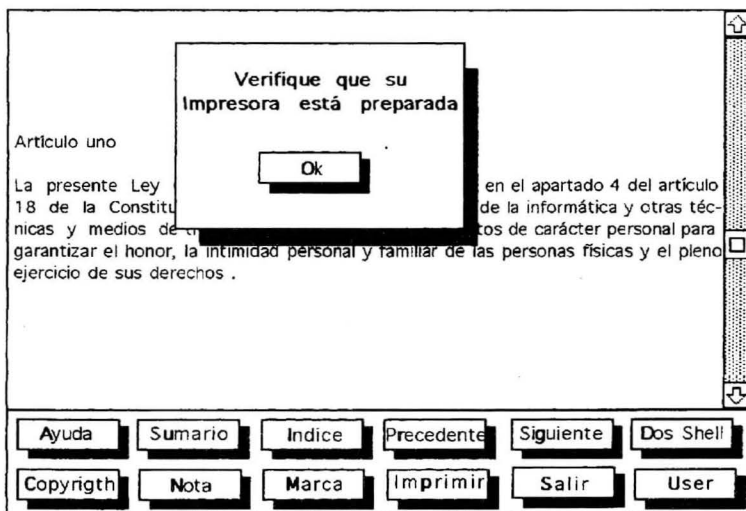 Verifique que su
Impresora está preparada
Ok
Artículo uno
La presente Ley en el apartado 4 del artículo
18 de la Constitu de la informática y otras téc-
nicas y medios de tos de carácter personal para
garantizar el honor, la intimidad personal y familiar de las personas físicas y el pleno
ejercicio de sus derechos .
Ayuda Sumario Indice Precedente Siguiente Dos Shell
Copyrigth Nota Marca Imprimir Salir User